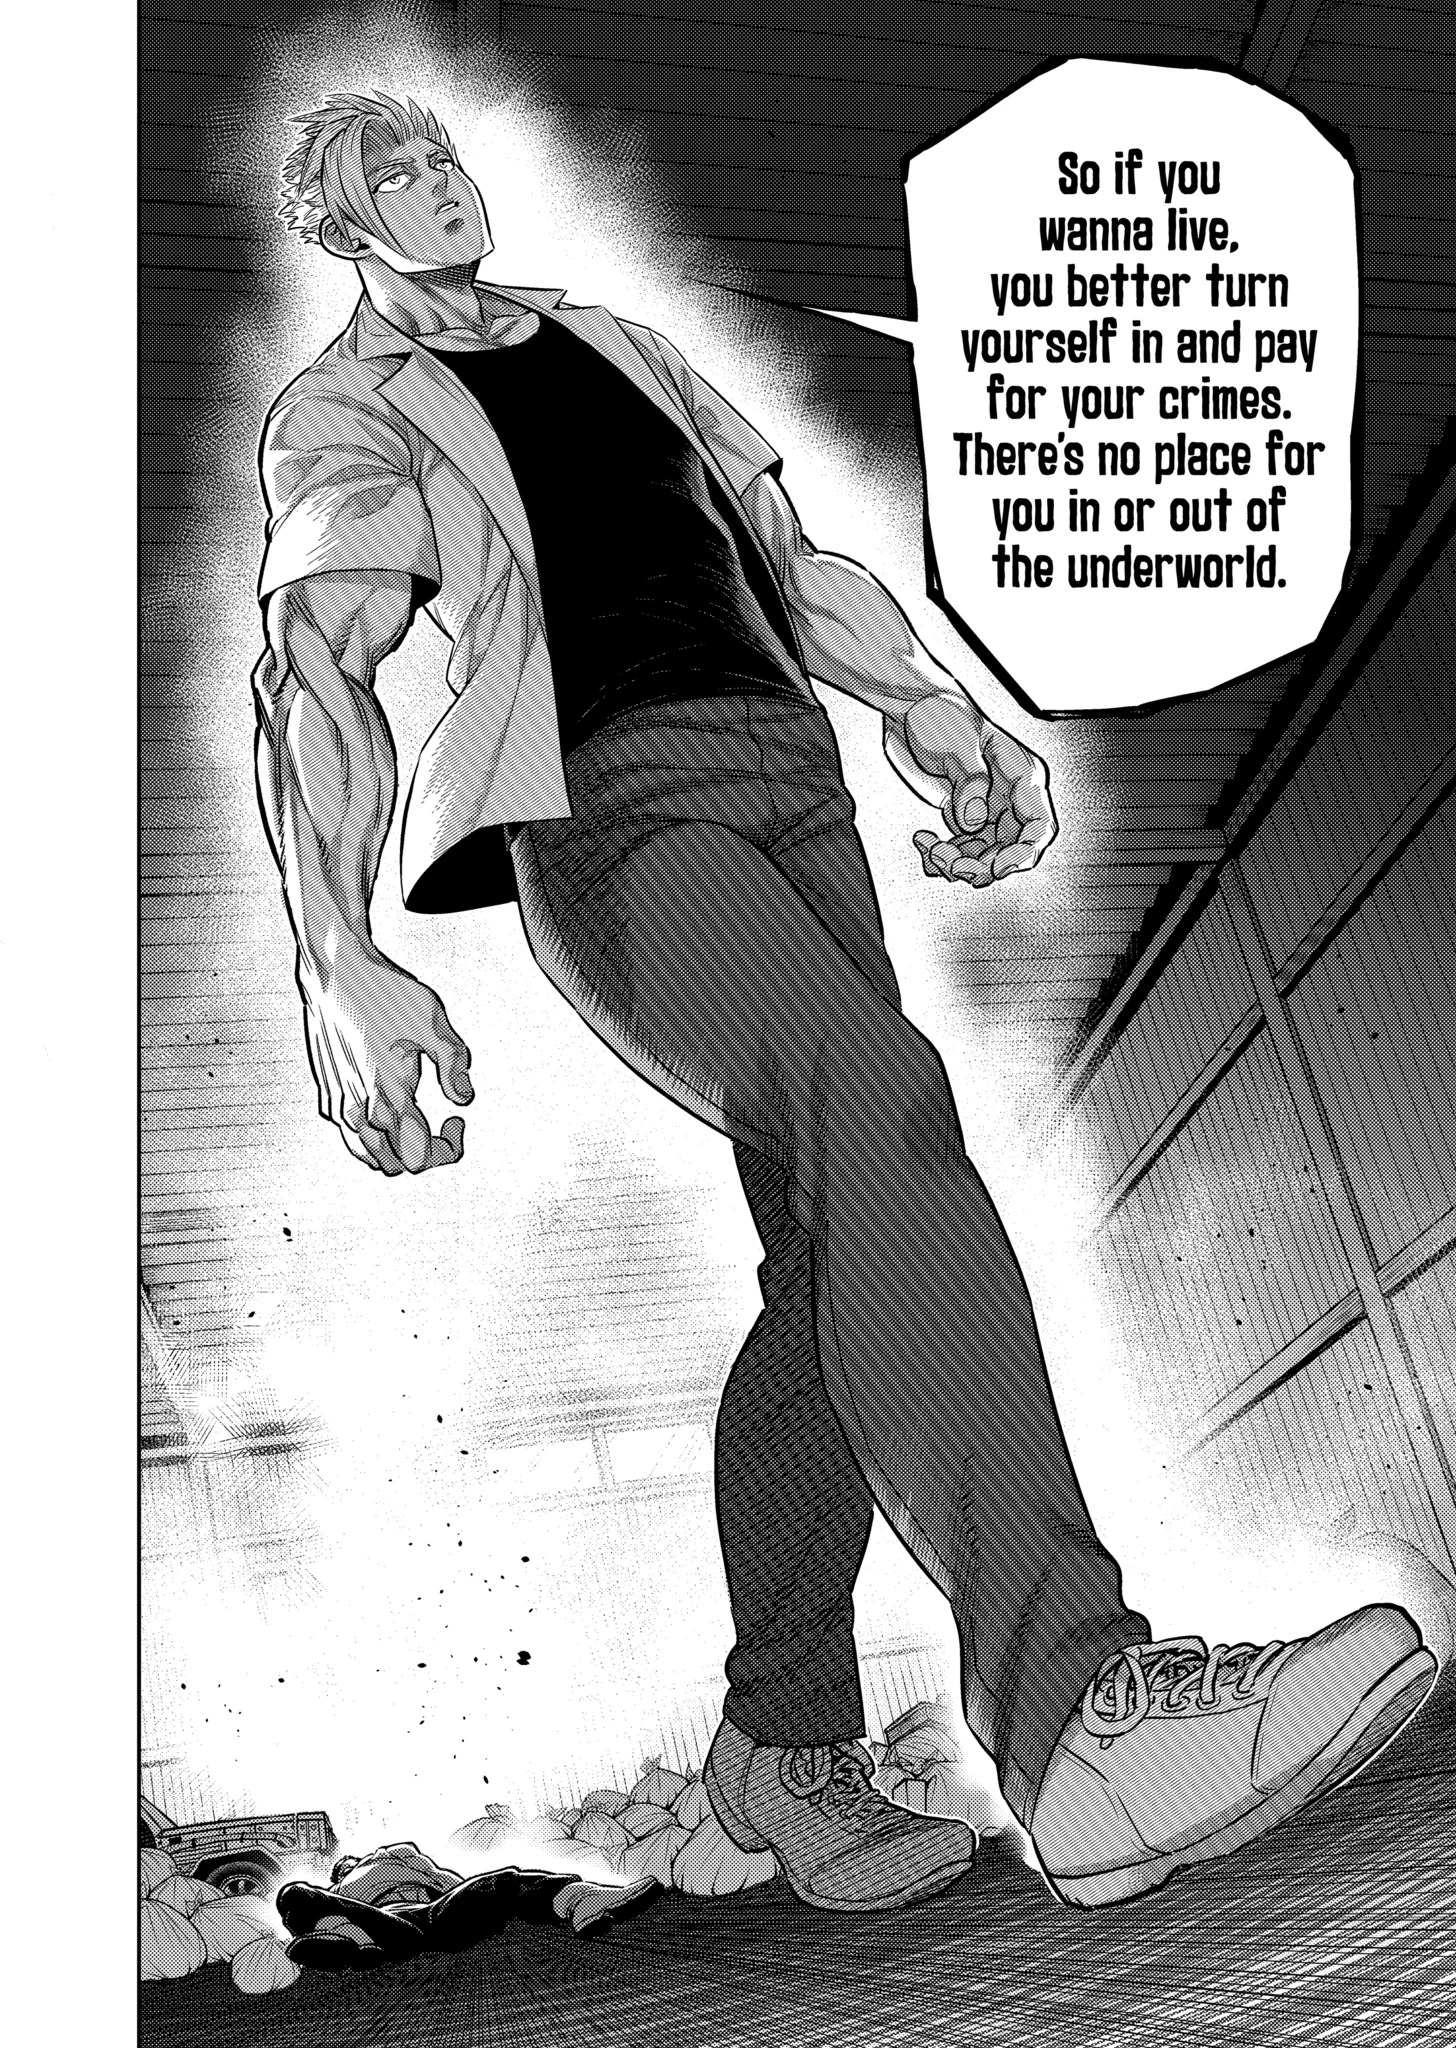 So if you
wanna live,
you better turn
yourself in and pay
for your crimes.
There's no place for
you in or out of
the underworld.